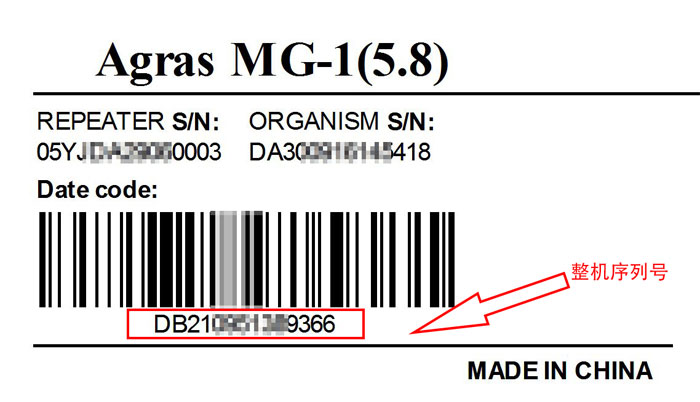 Agras MG-1(5.8)
REPEATER S/N: ORGANISM S/N:
Date code:
整机序列号
MADE IN CHINA